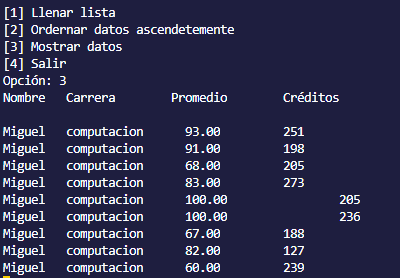 [1] Llenar lista
[2] Ordernar datos ascendetemente
[3] Mostrar datos
[4] Salir
Opción: 3
Nombre Carrera Promedio Créditos
Miguel computacion 93.00 251
Miguel computacion 91.00 198
Miguel computacion 68.00 205
Miguel computacion 83.00 273
Miguel computacion 100.00 205
Miguel computacion 100.00 236
Miguel computacion 67.00 188
Miguel computacion 82.00 127
Miguel computacion 60.00 239